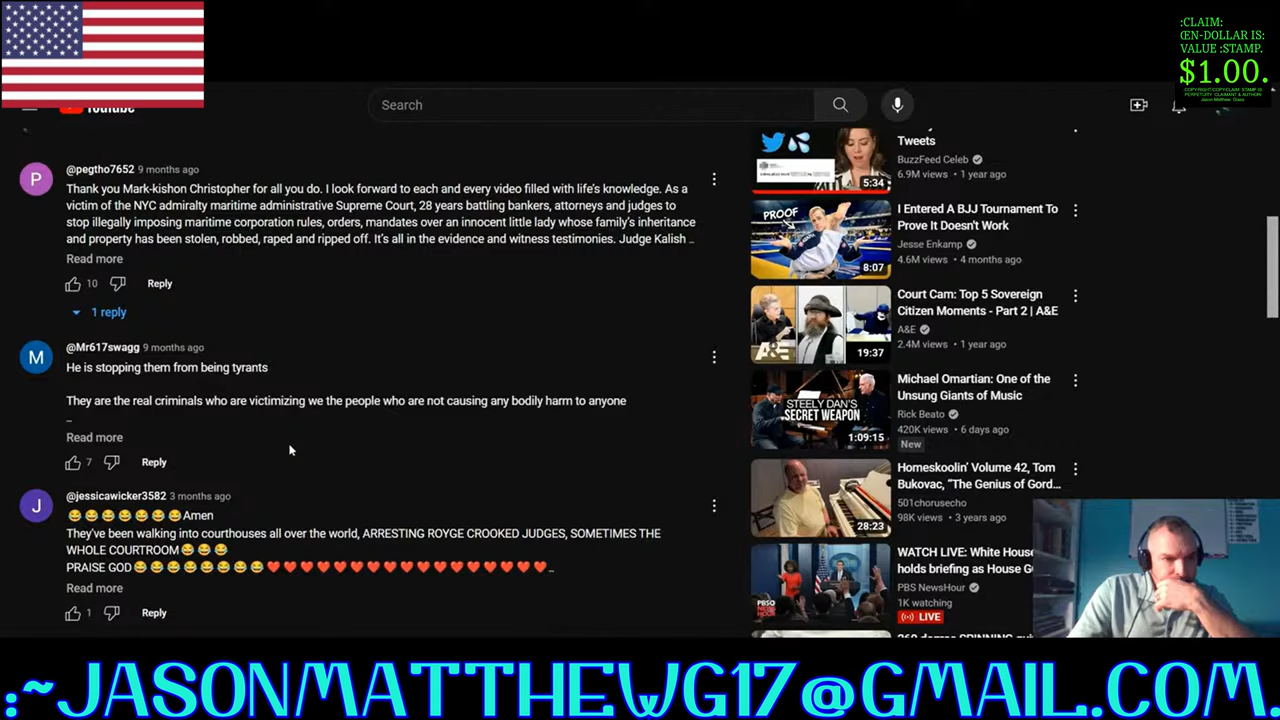 :CLAIM:
ŒN-DOLLAR IS:
VALUE :STAMP.
$1.00.
COPY-RIGHT/COPY-CLAIM STAMP IS:
PERPETUITY CLAIMANT & AUTHOR
Search
@pegtho7652 9 months ago
Thank you Mark-kishon Christopher for all you do. I look forward to each and every video filled with life's knowledge. As a
victim of the NYC admiralty maritime administrative Supreme Court, 28 years battling bankers, attorneys and judges to
stop illegally imposing maritime corporation rules, orders, mandates over an innocent little lady whose family's inheritance
and property has been stolen, robbed, raped and ripped off. It's all in the evidence and witness testimonies. Judge Kalish ...
Read more
10
Reply
1 reply
@Mr617swagg 9 months ago
He is stopping them from being tyrants
They are the real criminals who are victimizing we the people who are not causing any bodily harm to anyone
...
Read more
7
Reply
@jessicawicker3582 3 months ago
😂😂😂😂😂😂😂Amen
They've been walking into courthouses all over the world, ARRESTING ROYGE CROOKED JUDGES, SOMETIMES THE
WHOLE COURTROOM😂😂😂
PRAISE GOD😂😂😂😂😂😂😂😂❤❤❤❤❤❤❤❤❤❤❤❤❤❤❤❤❤...
Read more
1
Reply
Tweets
BuzzFeed Celeb
6.9M views • 1 year ago
5:34
PROOF
8:07
I Entered A BJJ Tournament To
Prove It Doesn't Work
Jesse Enkamp
4.6M views • 4 months ago
A&E
19:37
Court Cam: Top 5 Sovereign
Citizen Moments - Part 2 | A&E
A&E
2.4M views • 1 year ago
STEELY DAN'S
SECRET WEAPON
1:09:15
Michael Omartian: One of the
Unsung Giants of Music
Rick Beato
420K views • 6 days ago
New
28:23
Homeskoolin' Volume 42, Tom
Bukovac, "The Genius of Gord...
501chorusecho
98K views • 3 years ago
WATCH LIVE: White House
holds briefing as House G
PBS NewsHour
1K watching
LIVE
:~JASONMATTHEWG17@GMAIL.COM.